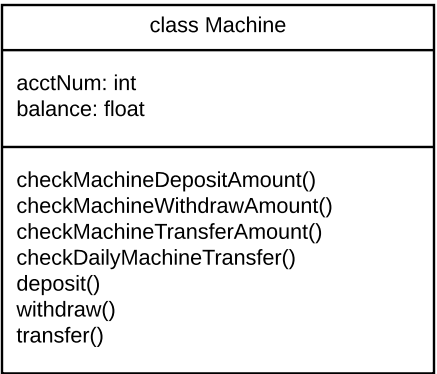 class Machine
acctNum: int
balance: float
checkMachineDepositAmount()
checkMachineWithdrawAmount()
checkMachineTransferAmount()
checkDailyMachineTransfer()
deposit()
withdraw()
transfer()